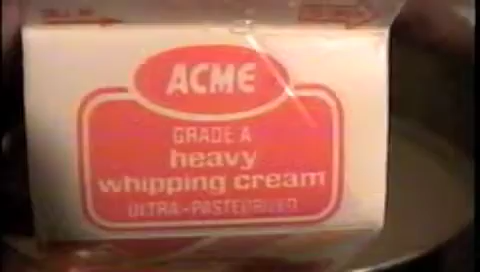 ACME
GRADE A
heavy
whipping cream
ULTRA-PASTEURIZED